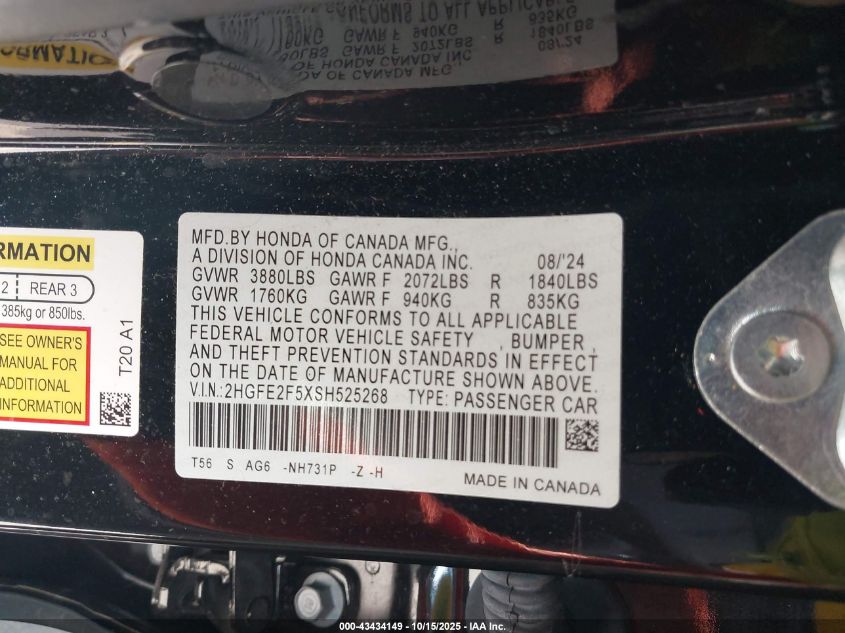 RMATION
2 REAR 3
385kg or 850lbs.
SEE OWNER'S
MANUAL FOR
ADDITIONAL
INFORMATION
T20 A1
MFD.BY HONDA OF CANADA MFG.,
A DIVISION OF HONDA CANADA INC. 08/'24
GVWR 3880LBS GAWR F 2072LBS R 1840LBS
GVWR 1760KG GAWR F 940KG R 835KG
THIS VEHICLE CONFORMS TO ALL APPLICABLE
FEDERAL MOTOR VEHICLE SAFETY , BUMPER ,
AND THEFT PREVENTION STANDARDS IN EFFECT
ON THE DATE OF MANUFACTURE SHOWN ABOVE.
V.I.N.:2HGFE2F5XSH525268 TYPE: PASSENGER CAR
T56 S AG6 -NH731P -Z -H
MADE IN CANADA
000-43434149 - 10/15/2025 - IAA Inc.